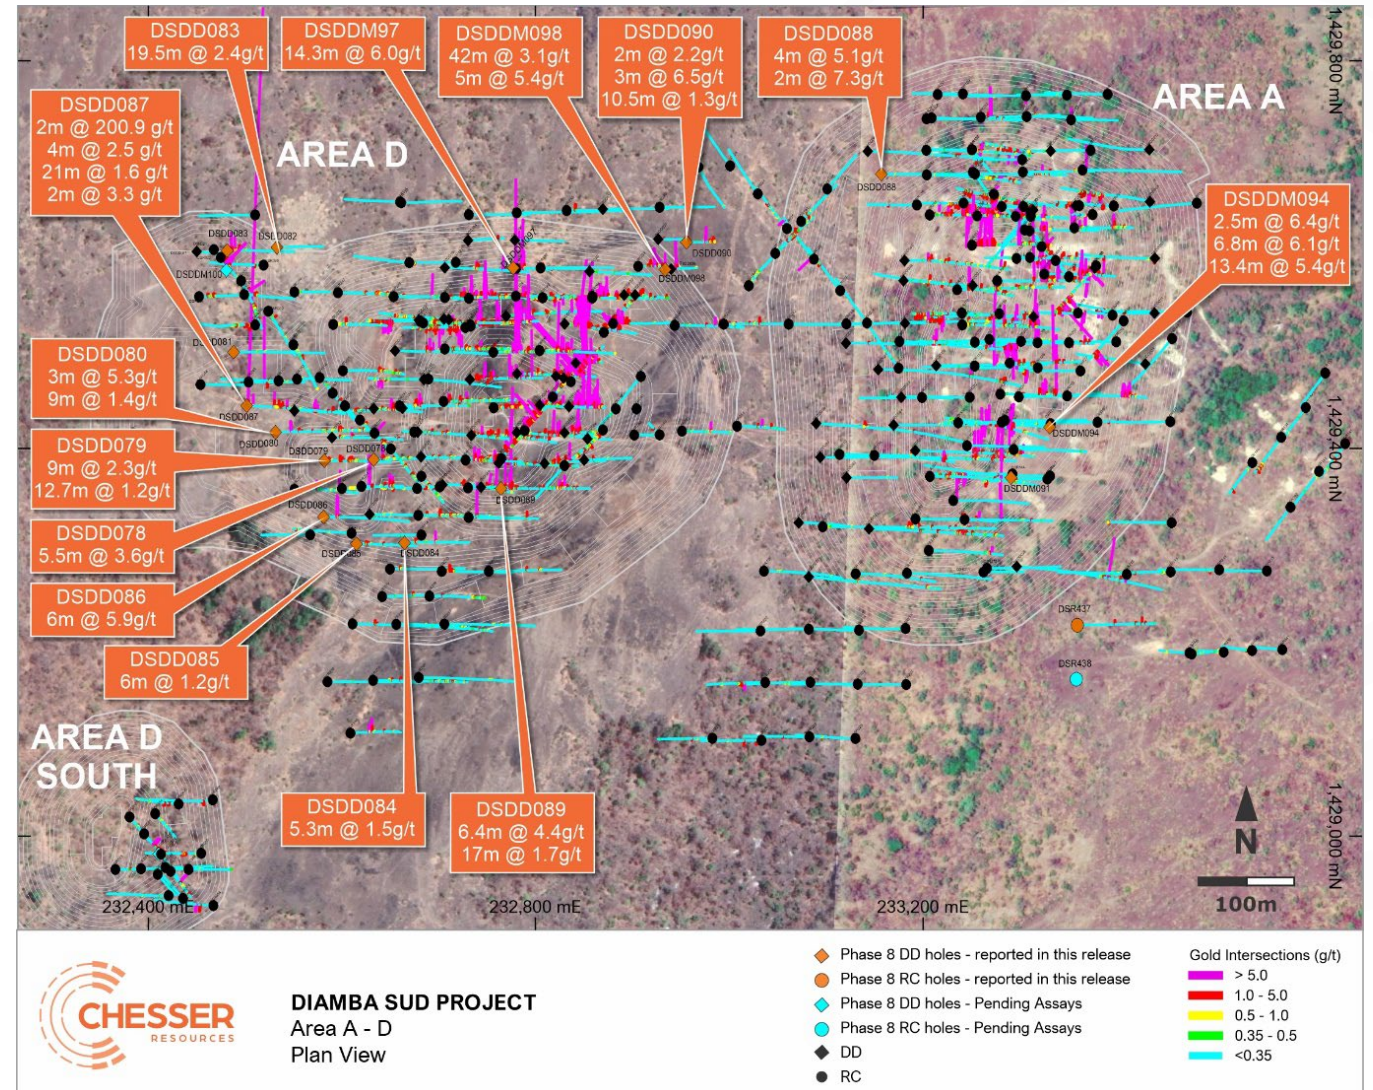 DSDD083
19.5m @ 2.4g/t
DSDDM97
14.3m @ 6.0g/t
DSDDM098
42m @ 3.1g/t
5m @ 5.4g/t
DSDD090
2m @ 2.2g/t
3m @ 6.5g/t
10.5m @ 1.3g/t
DSDD088
4m @ 5.1g/t
2m @ 7.3g/t
1,429,800 mN
AREA A
DSDD087
2m @ 200.9 g/t
4m @ 2.5 g/t
21m @ 1.6 g/t
2m @ 3.3 g/t
AREA D
DSDD088
DSDDM094
2.5m @ 6.4g/t
6.8m @ 6.1g/t
13.4m @ 5.4g/t
DSDD083
DSDD082
DSDDM097
DSDD090
DSDDM100
DSDDM098
DSDD081
DSDD080
3m @ 5.3g/t
9m @ 1.4g/t
DSDD087
1,429,400 mN
DSDD080
DSDDM094
DSDD079
9m @ 2.3g/t
12.7m @ 1.2g/t
DSDD079
DSDD078
DSDDM091
DSDD089
DSDD086
DSDD078
5.5m @ 3.6g/t
DSDD085
DSDD084
DSDD086
6m @ 5.9g/t
DSR437
DSDD085
6m @ 1.2g/t
DSR438
AREA D
SOUTH
DSDD084
5.3m @ 1.5g/t
DSDD089
6.4m @ 4.4g/t
17m @ 1.7g/t
1,429,000 mN
N
100m
232,400 mE
232,800 mE
233,200 mE
CHESSER
RESOURCES
DIAMBA SUD PROJECT
Area A - D
Plan View
Phase 8 DD holes - reported in this release
Phase 8 RC holes - reported in this release
Phase 8 DD holes - Pending Assays
Phase 8 RC holes - Pending Assays
DD
RC
Gold Intersections (g/t)
> 5.0
1.0 - 5.0
0.5 - 1.0
0.35 - 0.5
<0.35